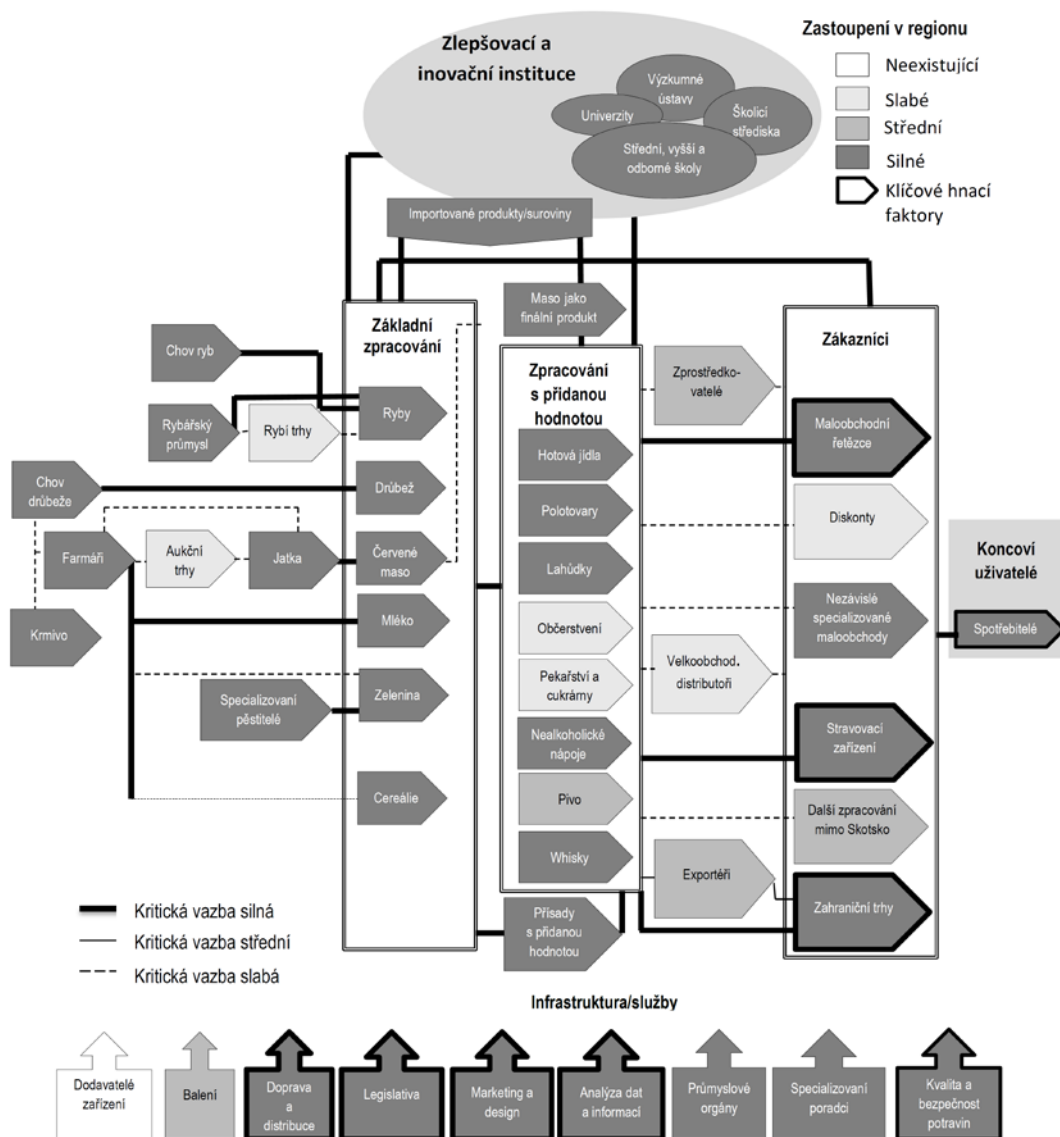 Zlepšovací a
inovační instituce
Výzkumné
ústavy
Univerzity
Školicí
střediska
Střední, vyšší a
odborné školy
Zastoupení v regionu
Neexistující
Slabé
Střední
Silné
Klíčové hnací
faktory
Importované produkty/suroviny
Základní
zpracování
Maso jako
finální produkt
Zákazníci
Chov ryb
Rybářský
průmysl
Rybí trhy
Ryby
Zpracování
s přidanou
hodnotou
Zprostředko-
vatelé
Maloobchodní
řetězce
Hotová jídla
Chov
drůbeže
Drůbež
Polotovary
Diskonty
Farmáři
Aukční
trhy
Jatka
Červené
maso
Lahůdky
Koncoví
uživatelé
Krmivo
Mléko
Občerstvení
Nezávislé
specializované
maloobchody
Spotřebitelé
Specializovaní
pěstitelé
Zelenina
Pekařství a
cukrárny
Velkoobchod.
distributoři
Nealkoholické
nápoje
Stravovací
zařízení
Cereálie
Pivo
Další zpracování
mimo Skotsko
Whisky
Exportéři
Zahraniční trhy
Kritická vazba silná
Kritická vazba střední
Kritická vazba slabá
Přísady
s přidanou
hodnotou
Infrastruktura/služby
Dodavatelé
zařízení
Balení
Doprava
a
distribuce
Legislativa
Marketing a
design
Analýza dat
a informací
Průmyslové
orgány
Specializovaní
poradci
Kvalita a
bezpečnost
potravin